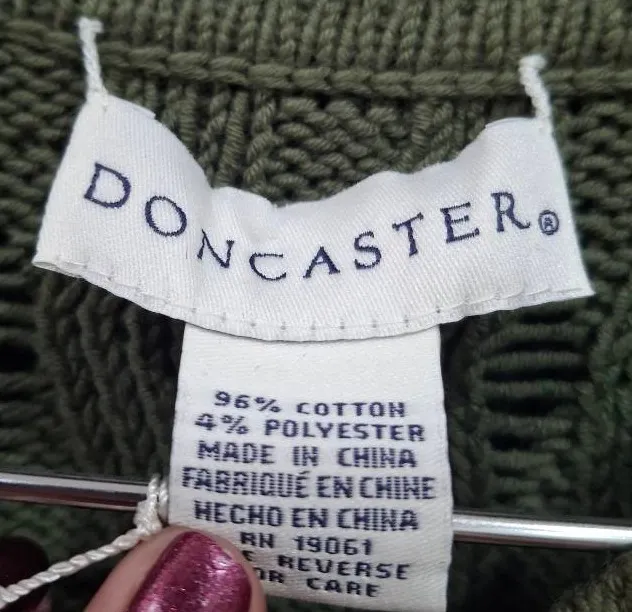 DONCASTER®
96% COTTON
4% POLYESTER
MADE IN CHINA
FABRIQUÉ EN CHINE
HECHO EN CHINA
RN 19061
REVERSE
CARE